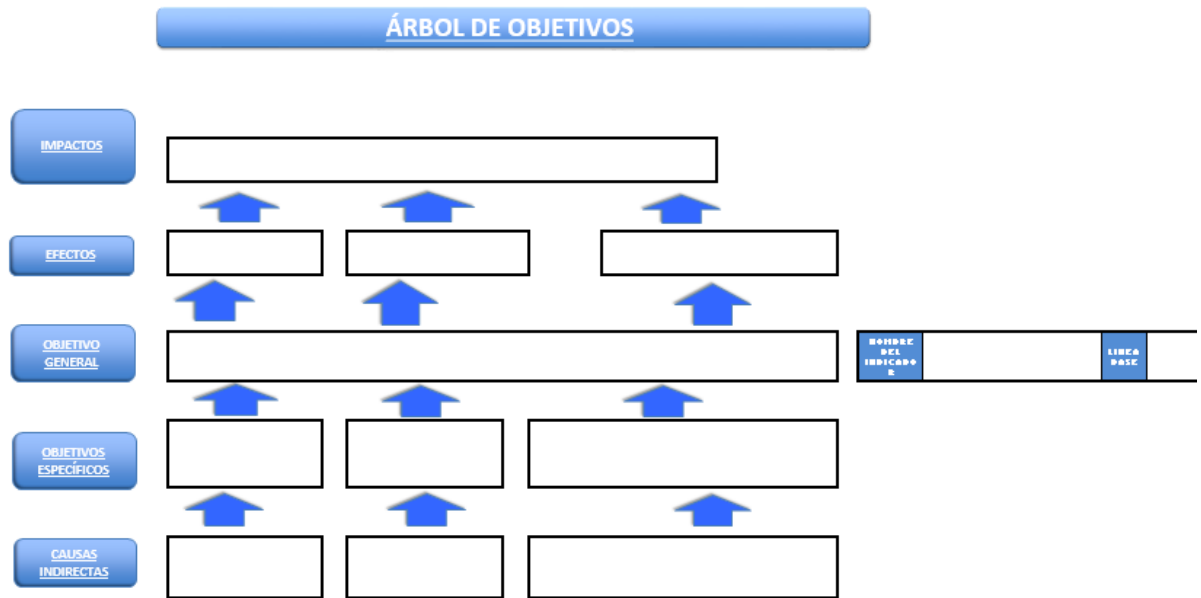 ÁRBOL DE OBJETIVOS
IMPACTOS
EFECTOS
OBJETIVO
GENERAL
NOMBRE
DEL
INDICADO
R
LINEA
BASE
OBJETIVOS
ESPECÍFICOS
CAUSAS
INDIRECTAS